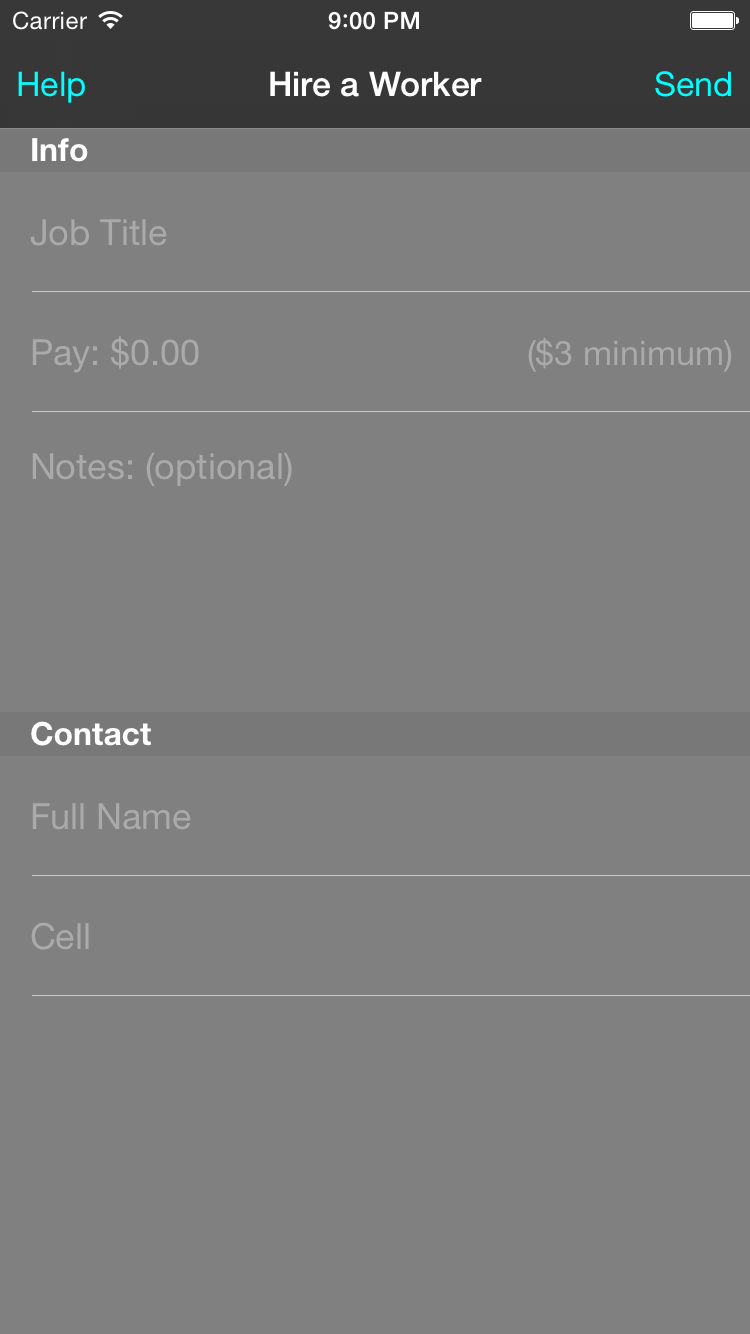 Carrier 9:00 PM
Help Hire a Worker Send
Info
Job Title
Pay: $0.00 ($3 minimum)
Notes: (optional)
Contact
Full Name
Cell